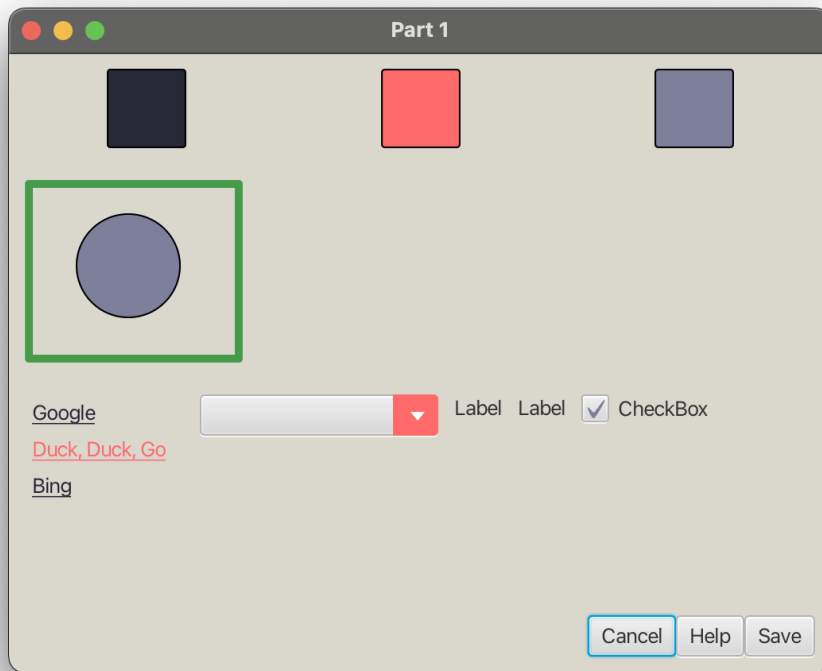 Part 1
Google
Label Label CheckBox
Duck, Duck, Go
Bing
Cancel Help Save